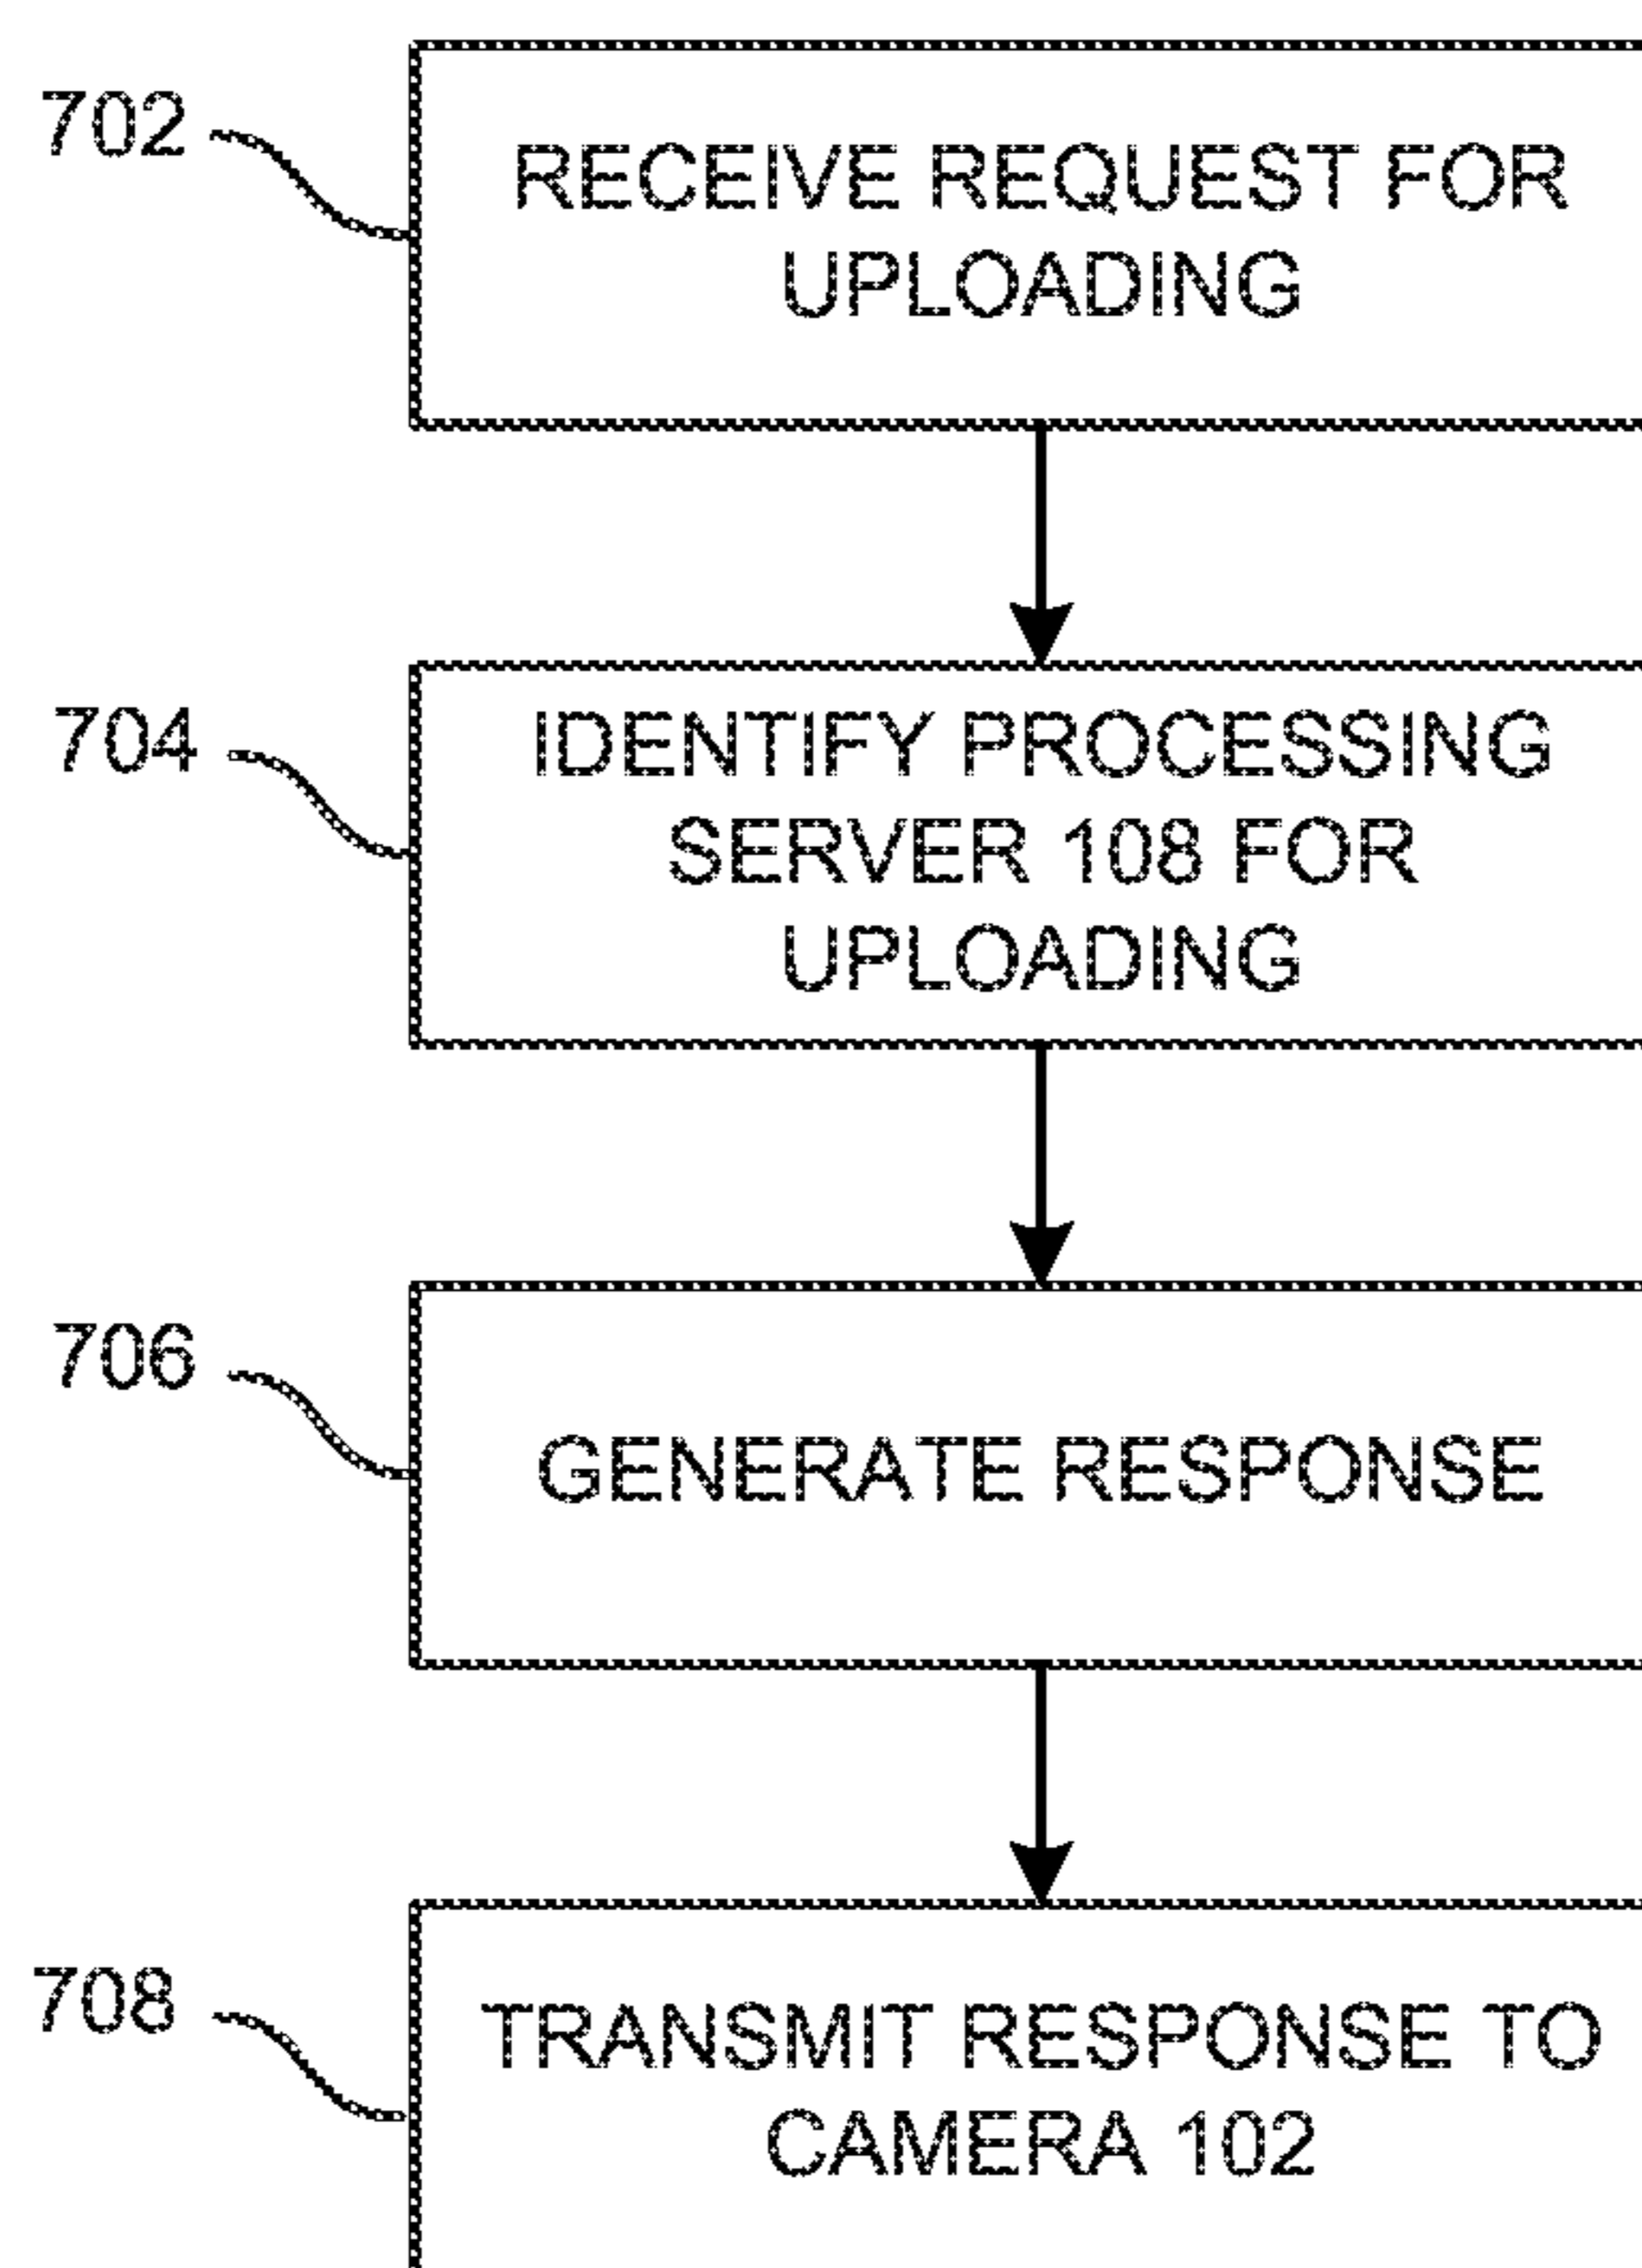 702
RECEIVE REQUEST FOR
UPLOADING
704
IDENTIFY PROCESSING
SERVER 108 FOR
UPLOADING
706
GENERATE RESPONSE
708
TRANSMIT RESPONSE TO
CAMERA 102